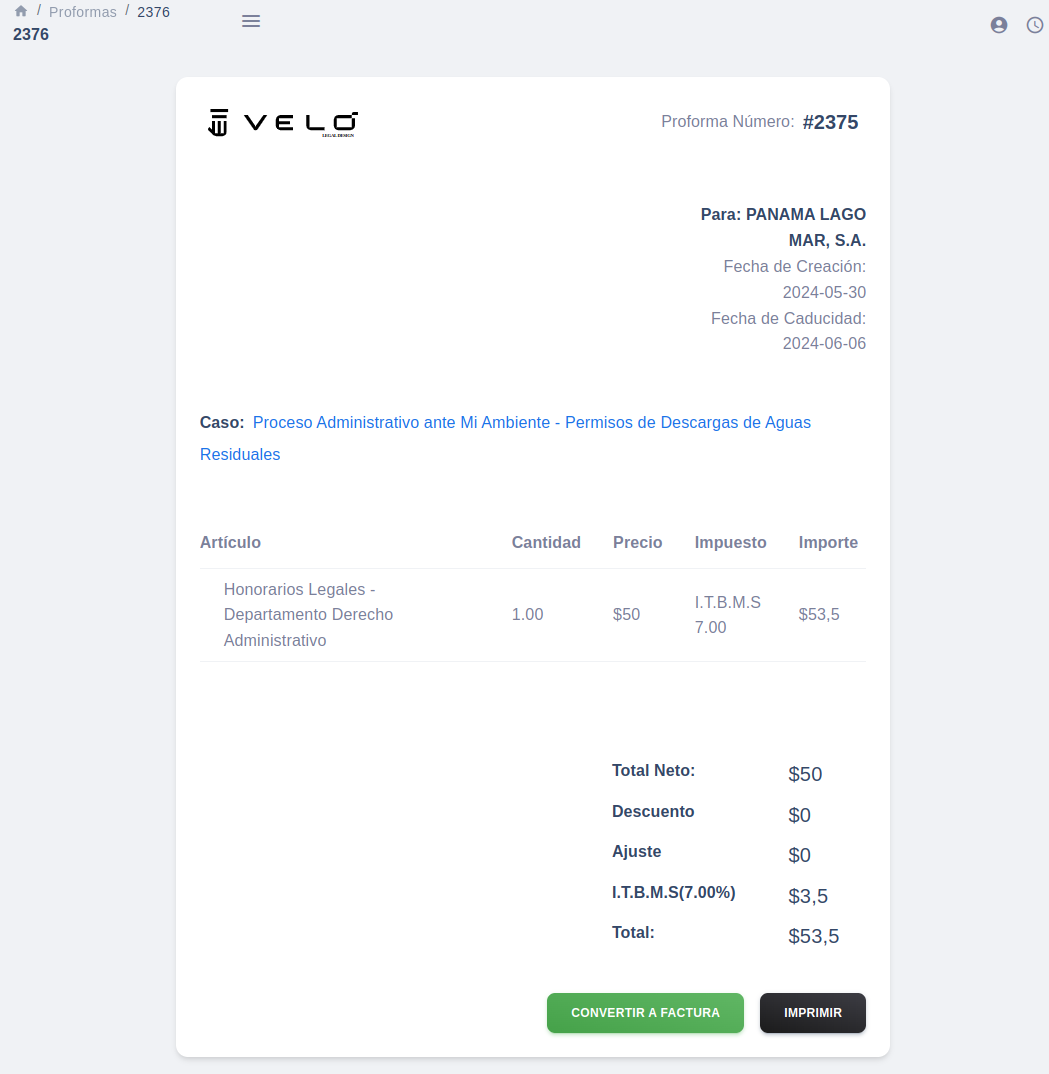 / Proformas / 2376
2376
VELO
LEGAL DESIGN
Proforma Número: #2375
Para: PANAMA LAGO
MAR, S.A.
Fecha de Creación:
2024-05-30
Fecha de Caducidad:
2024-06-06
Caso: Proceso Administrativo ante Mi Ambiente - Permisos de Descargas de Aguas
Residuales
Artículo Cantidad Precio Impuesto Importe
Honorarios Legales -
Departamento Derecho
Administrativo
1.00 $50
I.T.B.M.S
7.00
$53,5
Total Neto: $50
Descuento $0
Ajuste $0
I.T.B.M.S(7.00%) $3,5
Total: $53,5
CONVERTIR A FACTURA IMPRIMIR